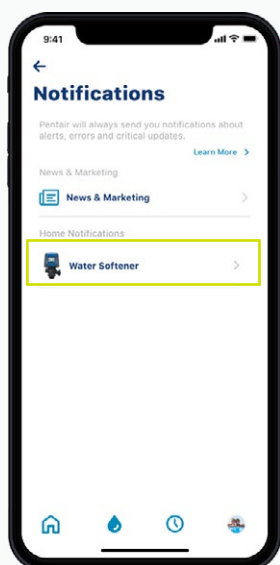 9:41
Notifications
Pentair will always send you notifications about
alerts, errors and critical updates.
Learn More >
News & Marketing
News & Marketing >
Home Notifications
Water Softener >